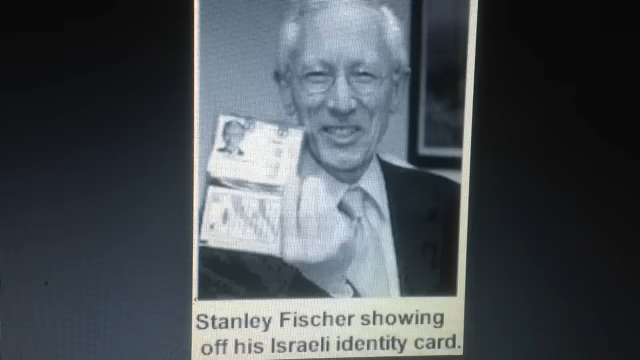 Stanley Fischer showing
off his Israeli identity card.